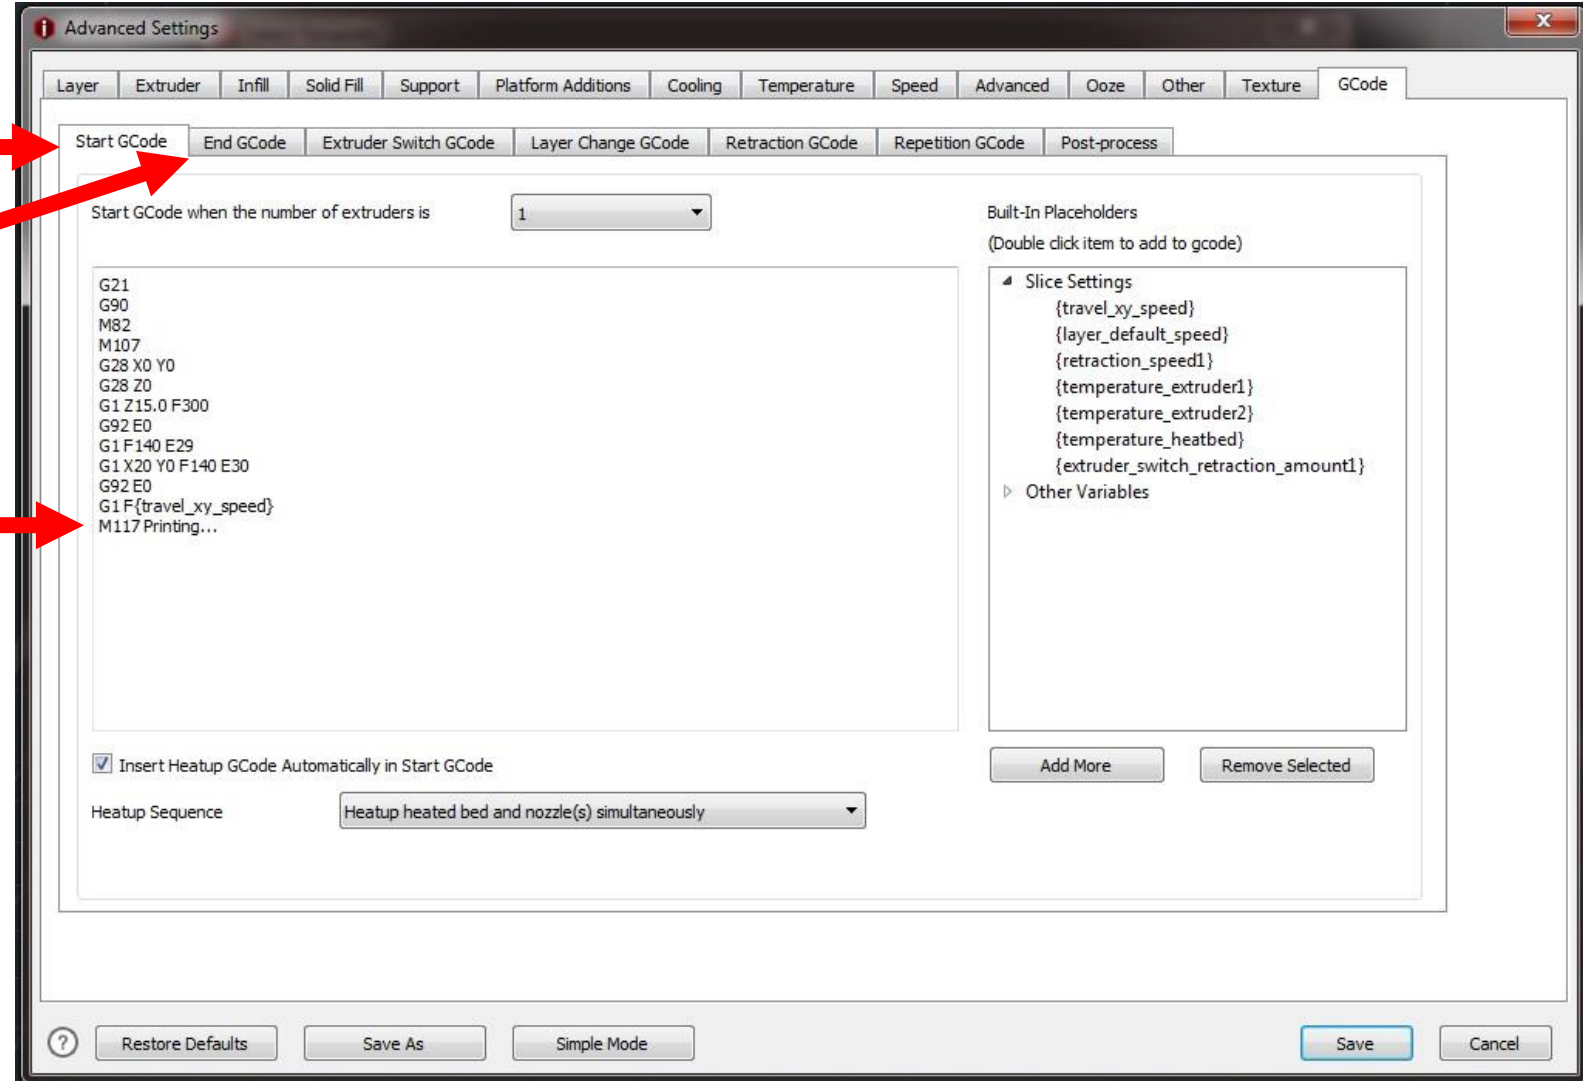 Advanced Settings
Layer Extruder Infill Solid Fill Support Platform Additions Cooling Temperature Speed Advanced Ooze Other Texture GCode
Start GCode End GCode Extruder Switch GCode Layer Change GCode Retraction GCode Repetition GCode Post-process
Start GCode when the number of extruders is 1
Built-In Placeholders
(Double click item to add to gcode)
G21
G90
M82
M107
G28 X0 Y0
G28 Z0
G1 Z15.0 F300
G92 E0
G1 F140 E29
G1 X20 Y0 F140 E30
G92 E0
G1 F{travel_xy_speed}
M117 Printing...
Slice Settings
{travel_xy_speed}
{layer_default_speed}
{retraction_speed1}
{temperature_extruder1}
{temperature_extruder2}
{temperature_heatbed}
{extruder_switch_retraction_amount1}
Other Variables
Insert Heatup GCode Automatically in Start GCode
Add More Remove Selected
Heatup Sequence Heatup heated bed and nozzle(s) simultaneously
? Restore Defaults Save As Simple Mode Save Cancel